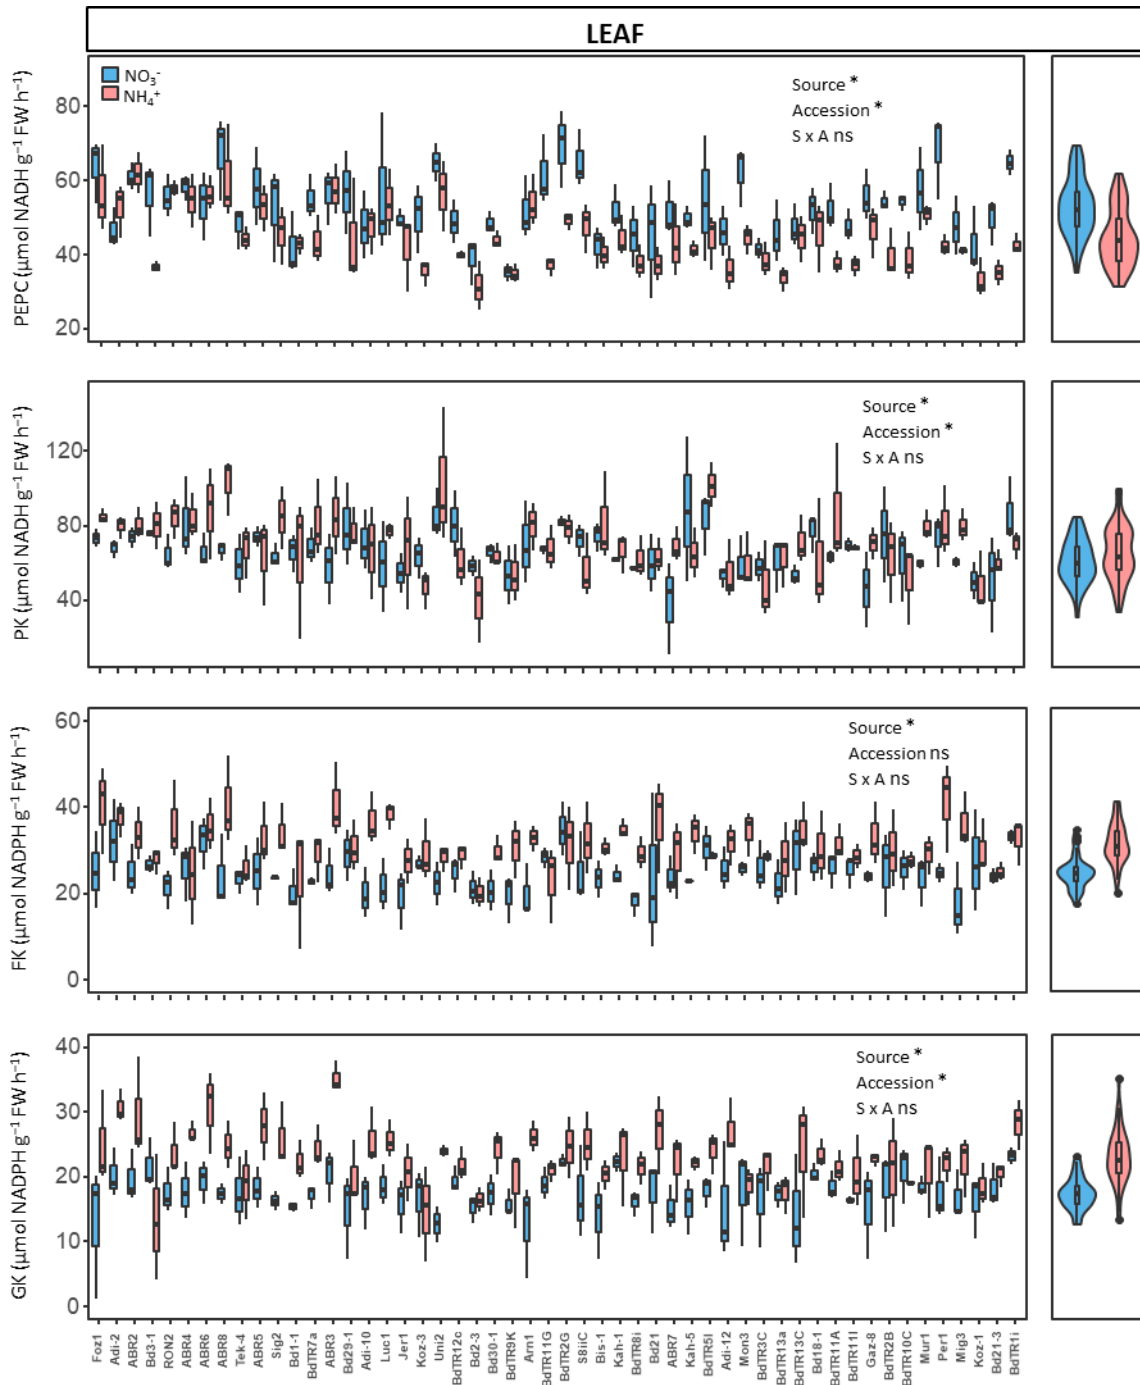 LEAF
PEPC (µmol NADH g⁻¹ FW h⁻¹)
80
60
40
20
NO₃⁻
NH₄⁺
Source *
Accession *
S x A ns
PK (µmol NADH g⁻¹ FW h⁻¹)
120
80
40
Source *
Accession *
S x A ns
FK (µmol NADPH g⁻¹ FW h⁻¹)
60
40
20
0
Source *
Accession ns
S x A ns
GK (µmol NADPH g⁻¹ FW h⁻¹)
40
30
20
10
0
Source *
Accession *
S x A ns
Foz1
Adi-2
ABR2
Bd3-1
RON2
ABR4
ABR6
ABR8
Tek-4
ABR5
Sig2
Bd1-1
BdTR7a
ABR3
Bd29-1
Adi-10
Luc1
Jer1
Koz-3
Uni2
BdTR12c
Bd2-3
Bd30-1
BdTR9K
Arn1
BdTR11G
BdTR2G
S8iiC
Bis-1
Kah-1
BdTR8i
Bd21
ABR7
Kah-5
BdTR5I
Adi-12
Mon3
BdTR3C
BdTR13a
BdTR13C
Bd18-1
BdTR11A
BdTR11I
Gaz-8
BdTR2B
BdTR10C
Mur1
Per1
Mig3
Koz-1
Bd21-3
BdTR1i